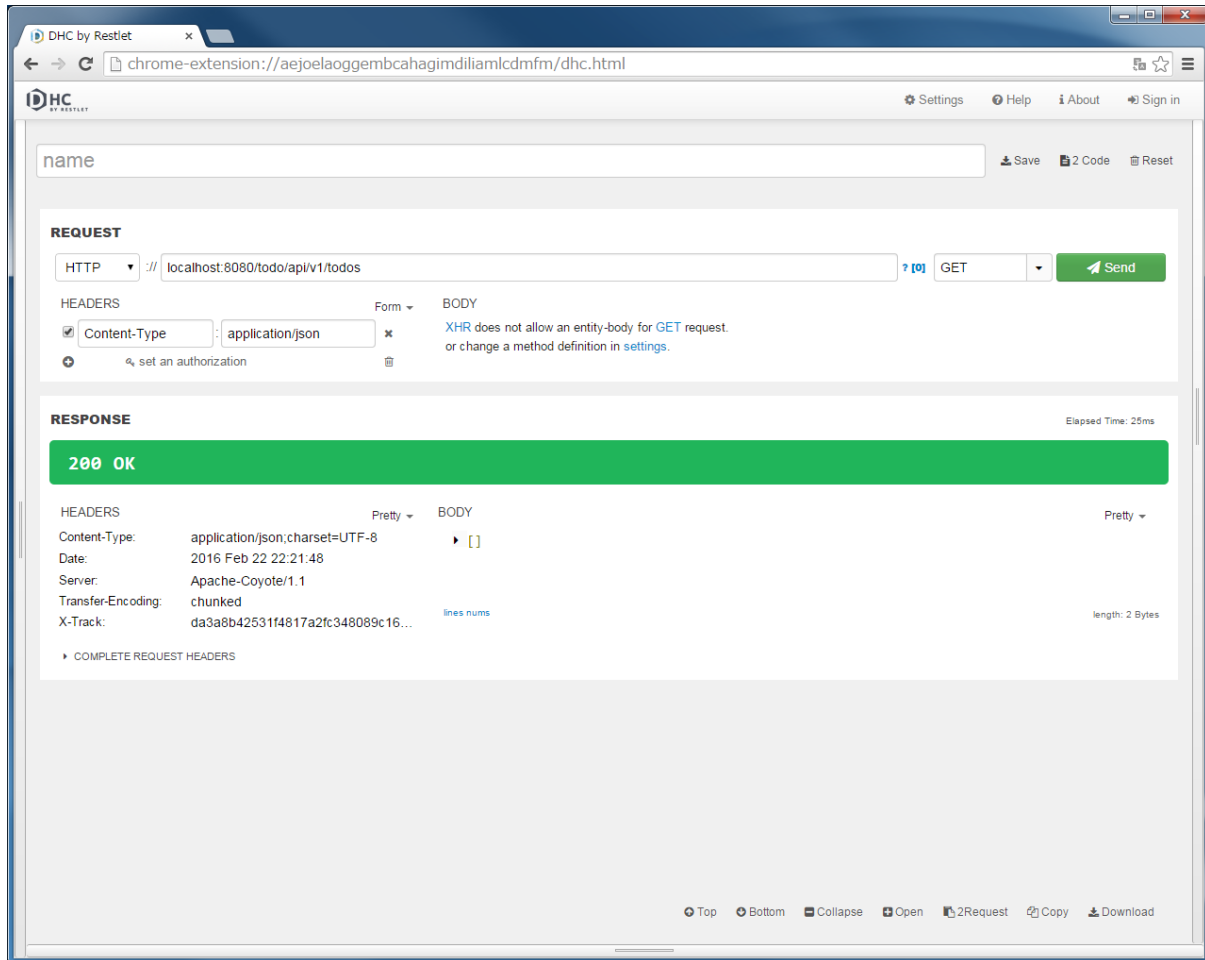 DHC by Restlet
chrome-extension://aejoelaoggembcahagimdiliamlcdmfm/dhc.html
DHC BY RESTLET Settings Help About Sign in
name Save 2 Code Reset
REQUEST
HTTP :// localhost:8080/todo/api/v1/todos ? [0] GET Send
HEADERS Form BODY
Content-Type : application/json XHR does not allow an entity-body for GET request.
or change a method definition in settings.
set an authorization
RESPONSE Elapsed Time: 25ms
200 OK
HEADERS Pretty BODY Pretty
Content-Type: application/json;charset=UTF-8 []
Date: 2016 Feb 22 22:21:48
Server: Apache-Coyote/1.1
Transfer-Encoding: chunked
lines nums length: 2 Bytes
X-Track: da3a8b42531f4817a2fc348089c16...
COMPLETE REQUEST HEADERS
Top Bottom Collapse Open 2Request Copy Download